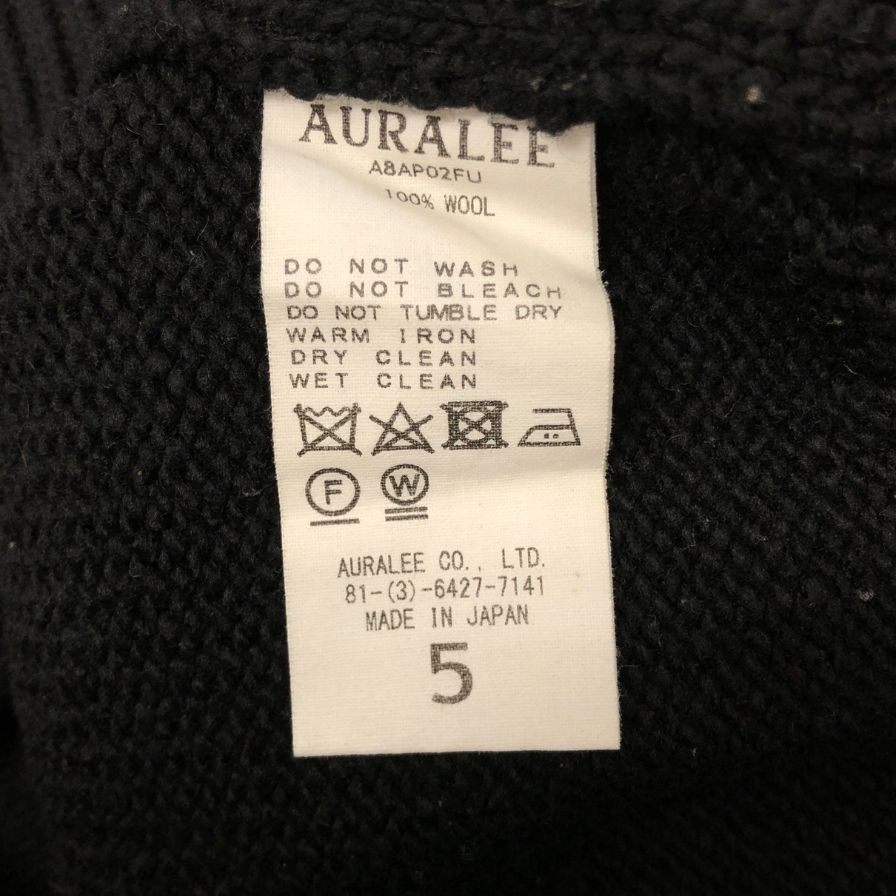 AURALEE
A8AP02FU
100% WOOL
DO NOT WASH
DO NOT BLEACH
DO NOT TUMBLE DRY
WARM IRON
DRY CLEAN
WET CLEAN
F W
AURALEE CO., LTD.
81-(3)-6427-7141
MADE IN JAPAN
5